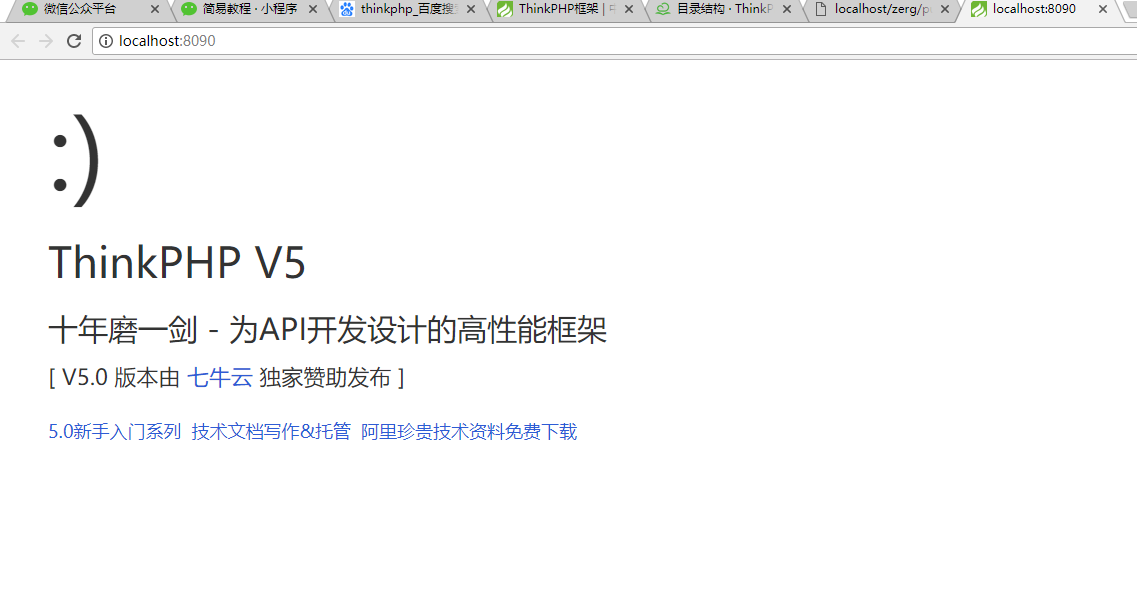 微信公众平台
简易教程 · 小程序
thinkphp_百度搜
ThinkPHP框架 |
目录结构 · ThinkP
localhost/zerg/p
localhost:8090
localhost:8090
:)
ThinkPHP V5
十年磨一剑 - 为API开发设计的高性能框架
[ V5.0 版本由 七牛云 独家赞助发布 ]
5.0新手入门系列 技术文档写作&托管 阿里珍贵技术资料免费下载